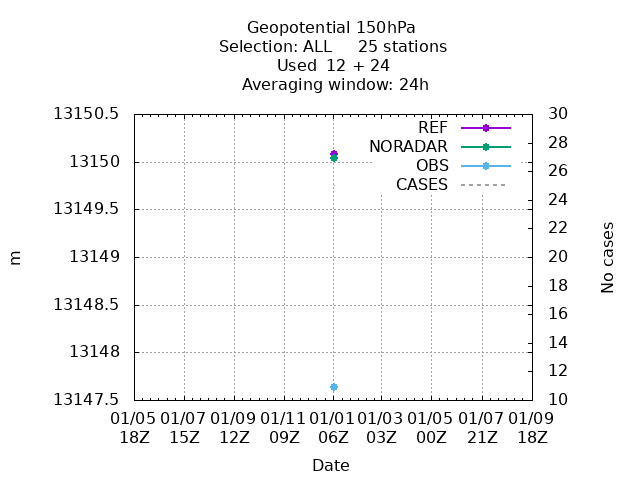 Geopotential 150hPa
Selection: ALL     25 stations
Used  12 + 24
Averaging window: 24h
13150.5
13150
13149.5
13149
13148.5
13148
13147.5
m
REF
NORADAR
OBS
CASES
30
28
26
24
22
20
18
16
14
12
10
No cases
01/05 01/07 01/09 01/11 01/01 01/03 01/05 01/07 01/09
18Z 15Z 12Z 09Z 06Z 03Z 00Z 21Z 18Z
Date